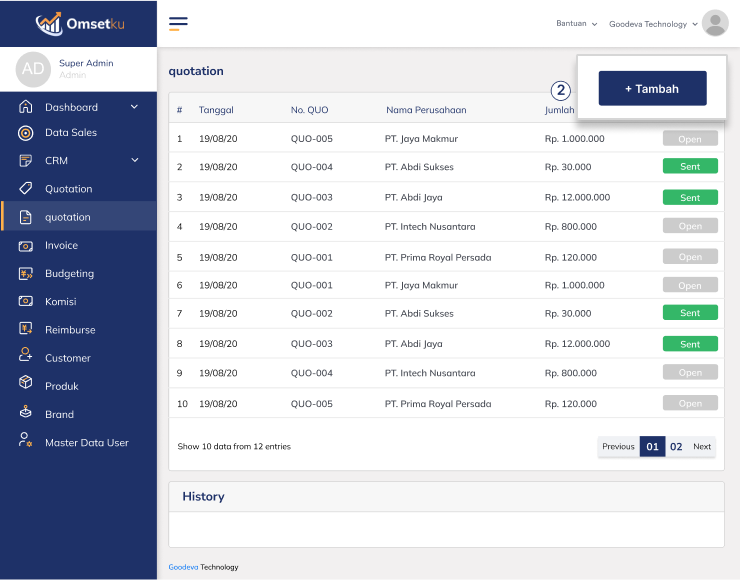 Omsetku
Bantuan
Goodeva Technology
AD
Super Admin
Admin
Dashboard
Data Sales
CRM
Quotation
quotation
Invoice
Budgeting
Komisi
Reimburse
Customer
Produk
Brand
Master Data User
quotation
2
+ Tambah
# Tanggal No. QUO Nama Perusahaan Jumlah
1 19/08/20 QUO-005 PT. Jaya Makmur Rp. 1.000.000 Open
2 19/08/20 QUO-004 PT. Abdi Sukses Rp. 30.000 Sent
3 19/08/20 QUO-003 PT. Abdi Jaya Rp. 12.000.000 Sent
4 19/08/20 QUO-002 PT. Intech Nusantara Rp. 800.000 Open
5 19/08/20 QUO-001 PT. Prima Royal Persada Rp. 120.000 Open
6 19/08/20 QUO-001 PT. Jaya Makmur Rp. 1.000.000 Open
7 19/08/20 QUO-002 PT. Abdi Sukses Rp. 30.000 Sent
8 19/08/20 QUO-003 PT. Abdi Jaya Rp. 12.000.000 Sent
9 19/08/20 QUO-004 PT. Intech Nusantara Rp. 800.000 Open
10 19/08/20 QUO-005 PT. Prima Royal Persada Rp. 120.000 Open
Show 10 data from 12 entries
Previous 01 02 Next
History
Goodeva Technology